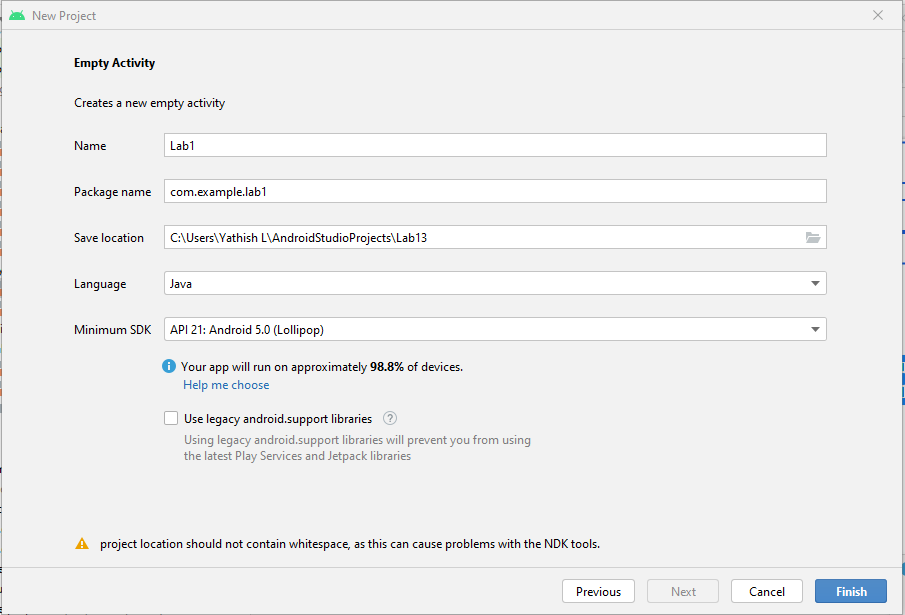 New Project
Empty Activity
Creates a new empty activity
Name
Lab1
Package name
com.example.lab1
Save location
C:\Users\Yathish L\AndroidStudioProjects\Lab13
Language
Java
Minimum SDK
API 21: Android 5.0 (Lollipop)
Your app will run on approximately 98.8% of devices.
Help me choose
Use legacy android.support libraries ?
Using legacy android.support libraries will prevent you from using
the latest Play Services and Jetpack libraries
project location should not contain whitespace, as this can cause problems with the NDK tools.
Previous
Next
Cancel
Finish